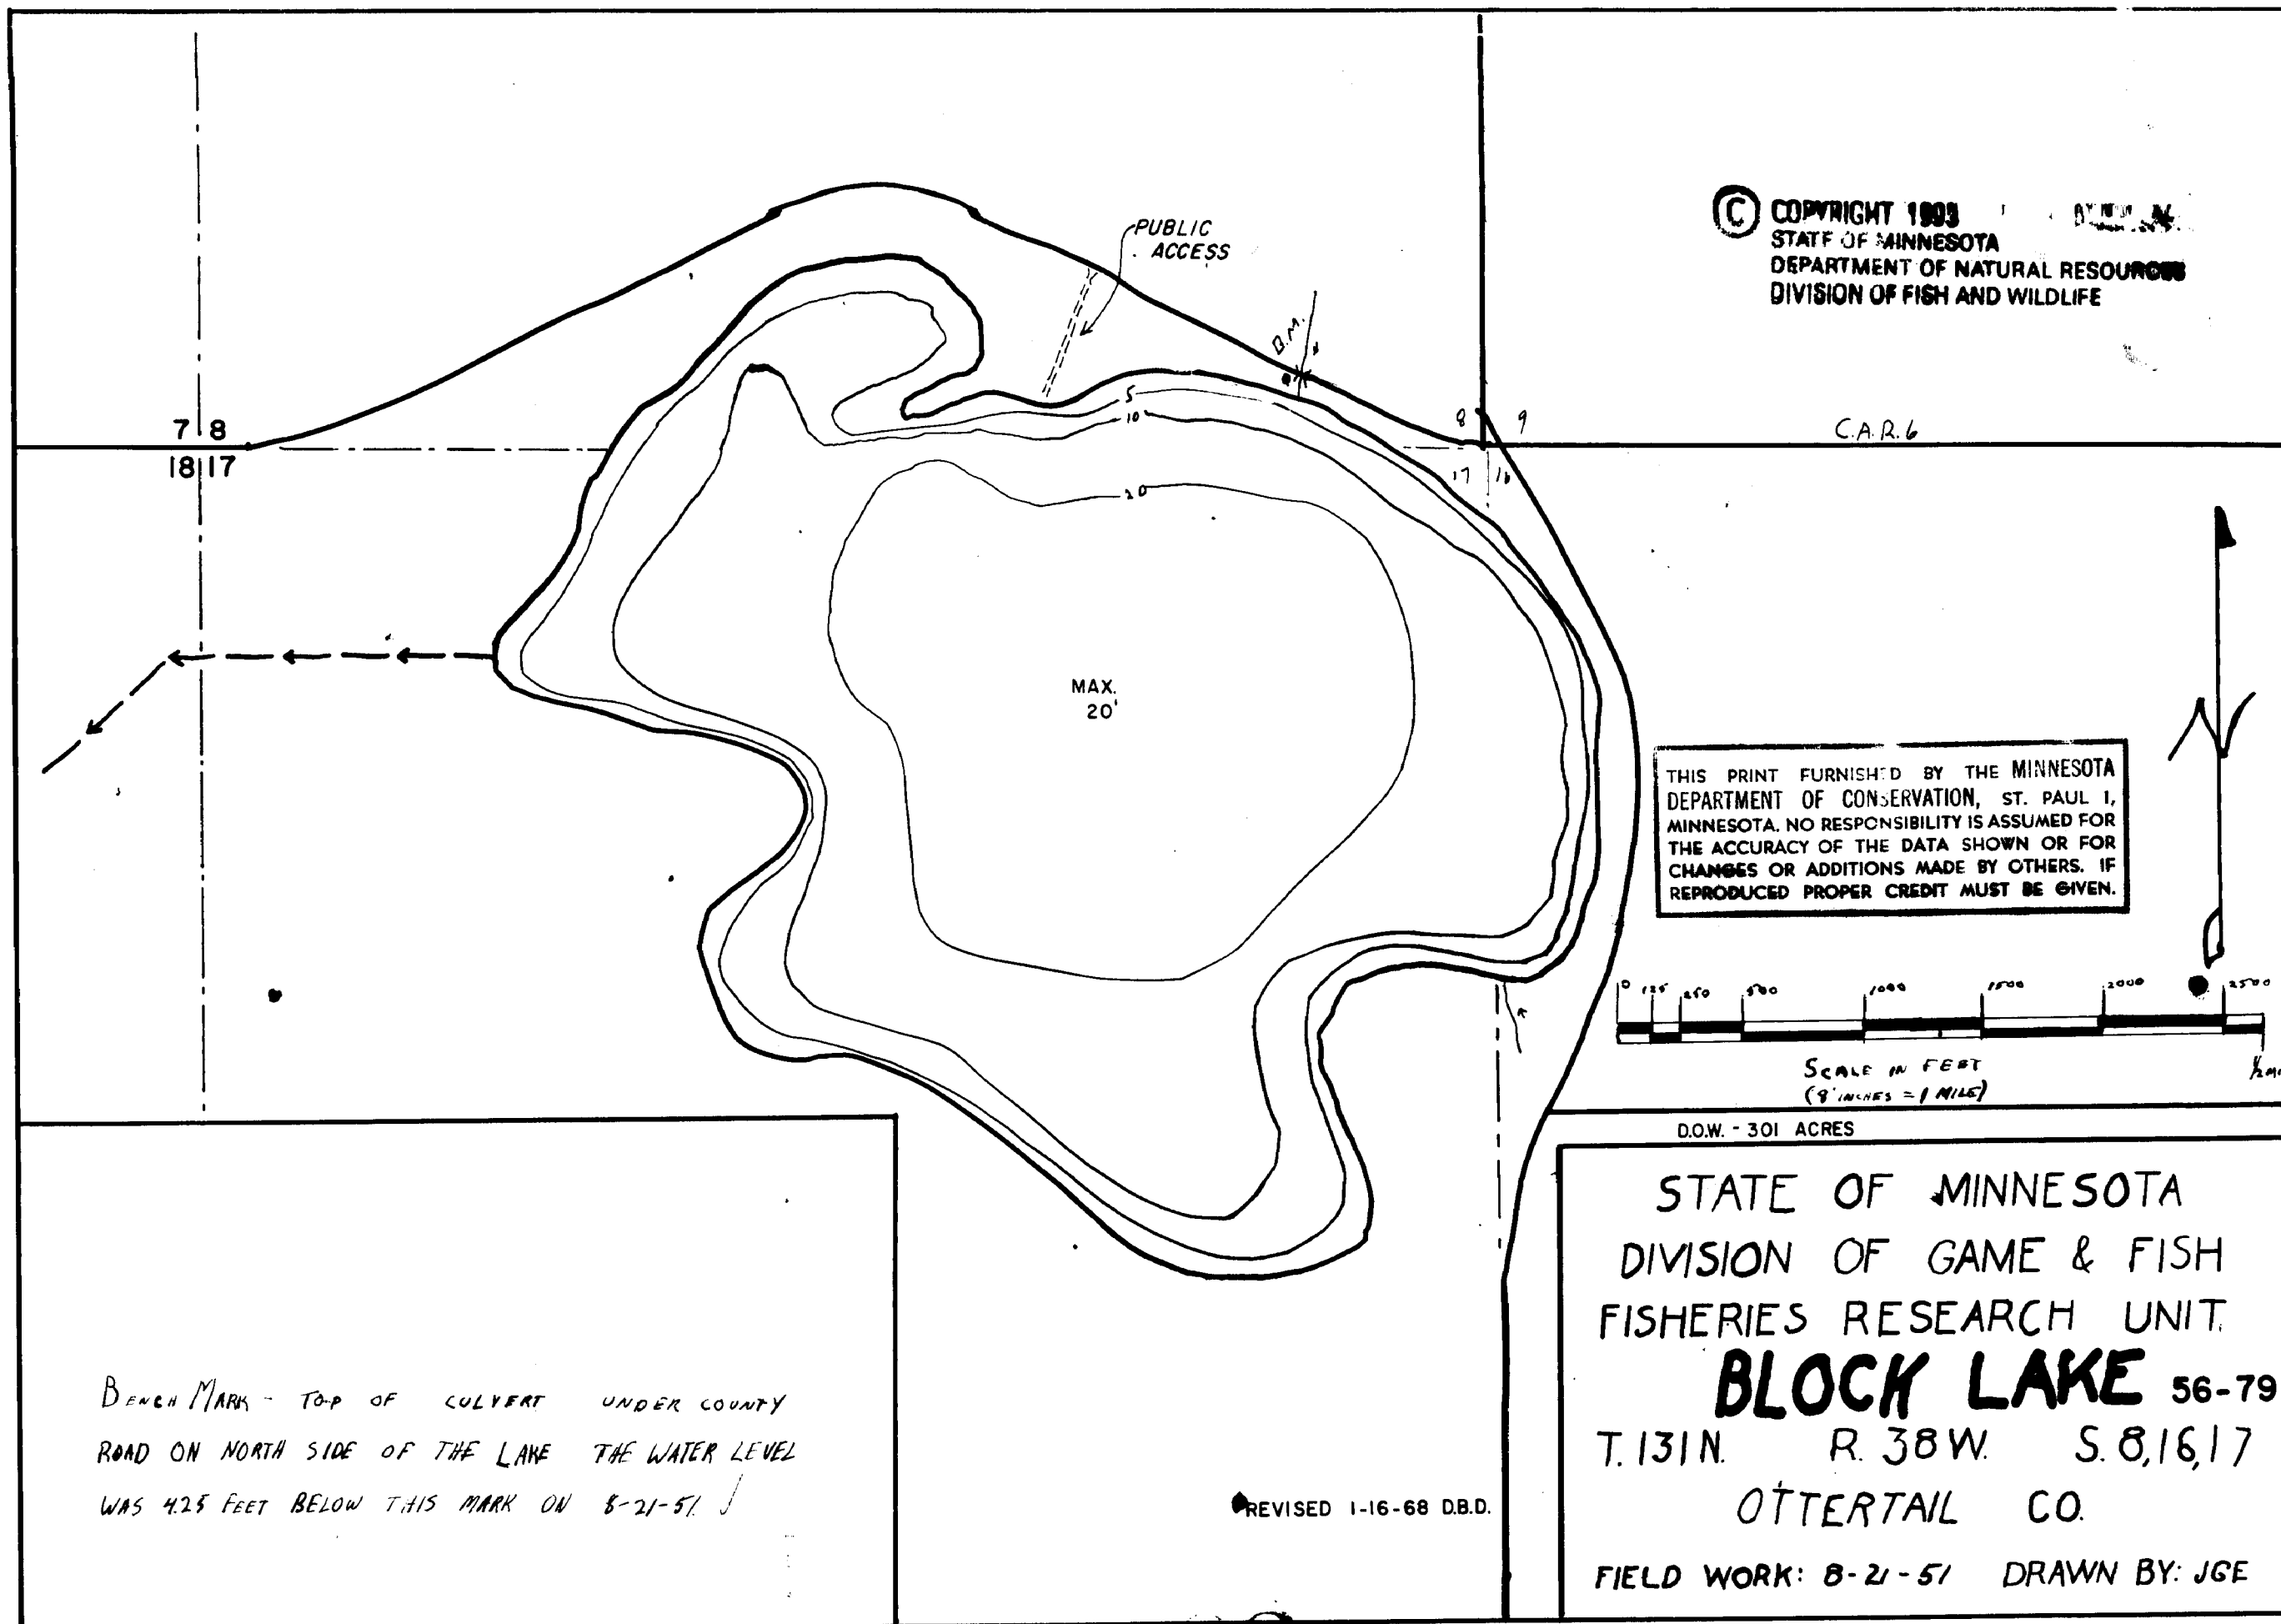 PUBLIC
ACCESS
B.M.
© COPYRIGHT 1993
STATE OF MINNESOTA
DEPARTMENT OF NATURAL RESOURCES
DIVISION OF FISH AND WILDLIFE
7 8
18 17
8 9
17 16
C.A.R. 6
5
10
20
MAX.
20'
N
THIS PRINT FURNISHED BY THE MINNESOTA
DEPARTMENT OF CONSERVATION, ST. PAUL 1,
MINNESOTA. NO RESPONSIBILITY IS ASSUMED FOR
THE ACCURACY OF THE DATA SHOWN OR FOR
CHANGES OR ADDITIONS MADE BY OTHERS. IF
REPRODUCED PROPER CREDIT MUST BE GIVEN.
0 125 250 500 1000 1500 2000 2500
SCALE IN FEET
(8 INCHES = 1 MILE)
D.O.W. - 301 ACRES
STATE OF MINNESOTA
DIVISION OF GAME & FISH
FISHERIES RESEARCH UNIT
BLOCK LAKE 56-79
T. 131 N. R. 38 W. S. 8, 16, 17
OTTERTAIL CO.
FIELD WORK: 8-21-51 DRAWN BY: JGE
BENCH MARK - TOP OF CULVERT UNDER COUNTY
ROAD ON NORTH SIDE OF THE LAKE THE WATER LEVEL
WAS 4.25 FEET BELOW THIS MARK ON 8-21-51
REVISED 1-16-68 D.B.D.